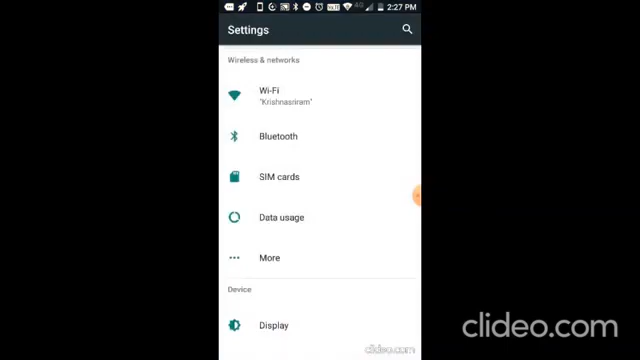 4G 2:27 PM
Settings
Wireless & networks
Wi-Fi
"Krishnasriram"
Bluetooth
SIM cards
Data usage
More
Device
Display
clideo.com
clideo.com